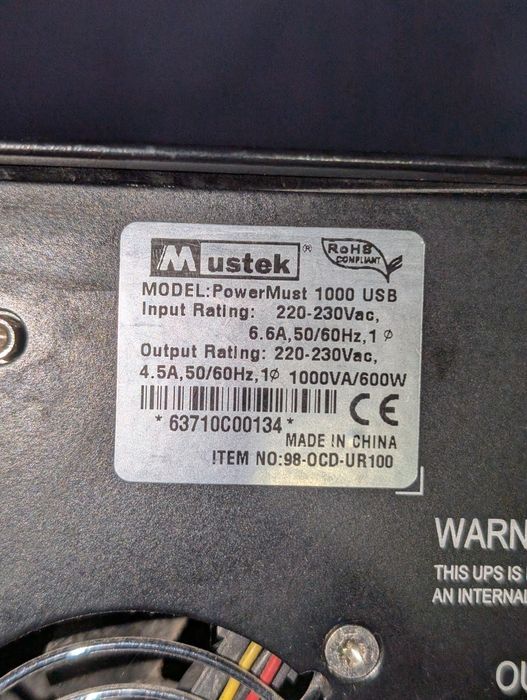 Mustek®
RoHS
COMPLIANT
MODEL:PowerMust 1000 USB
Input Rating: 220-230Vac,
6.6A,50/60Hz,1 ϕ
Output Rating: 220-230Vac,
4.5A,50/60Hz,1ϕ 1000VA/600W
*63710C00134*
CE
MADE IN CHINA
ITEM NO:98-OCD-UR100
WARN
THIS UPS IS
AN INTERNAL
OU